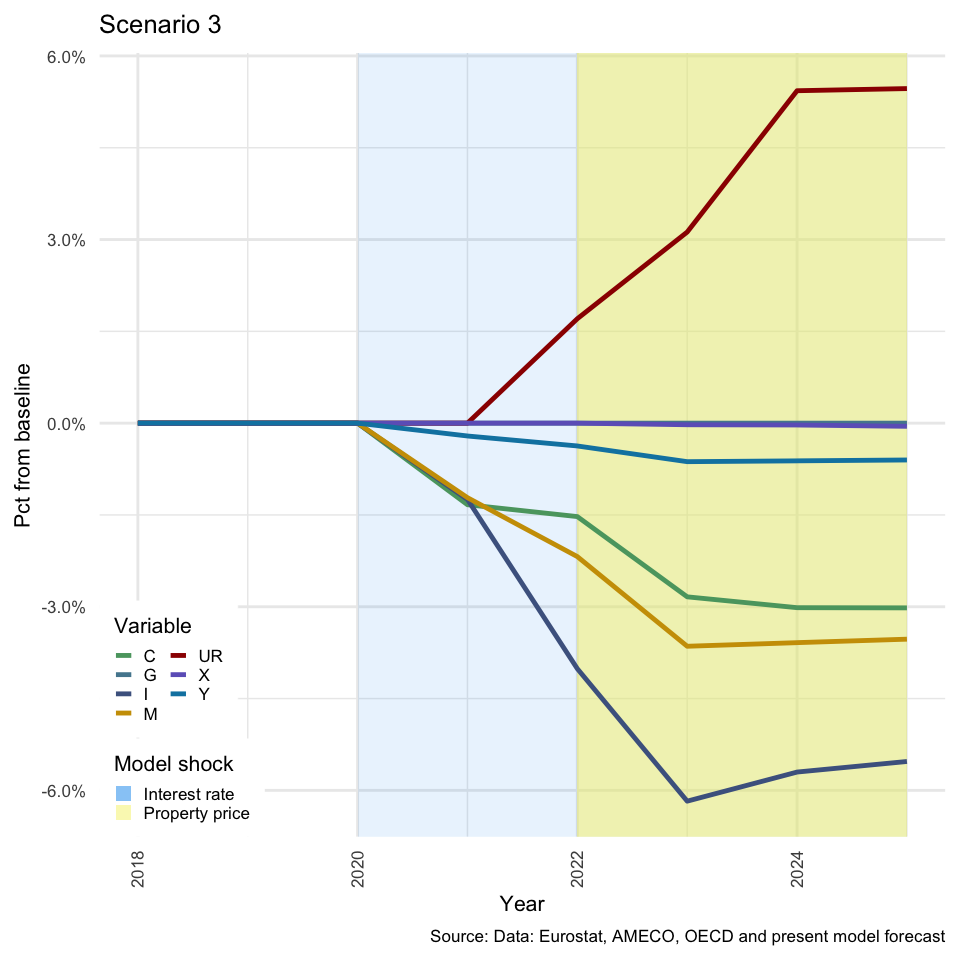 Scenario 3
6.0%
3.0%
0.0%
-3.0%
-6.0%
Pct from baseline
Variable
C UR
G X
I Y
M
Model shock
Interest rate
Property price
2018 2020 2022 2024
Year
Source: Data: Eurostat, AMECO, OECD and present model forecast